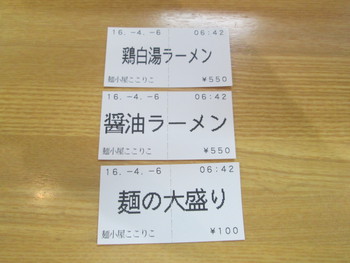 16.-4.-6 06:42
鶏白湯ラーメン
麺小屋ここりこ ¥550
16.-4.-6 06:42
醤油ラーメン
麺小屋ここりこ ¥550
16.-4.-6 06:42
麺の大盛り
麺小屋ここりこ ¥100